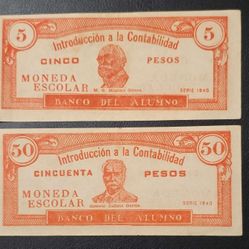 5 Introducción a la Contabilidad 5
CINCO PESOS
MONEDA
ESCOLAR
SERIE 1940
BANCO DEL ALUMNO
50 Introducción a la Contabilidad 50
CINCUENTA PESOS
MONEDA
ESCOLAR
SERIE 1940
BANCO DEL ALUMNO